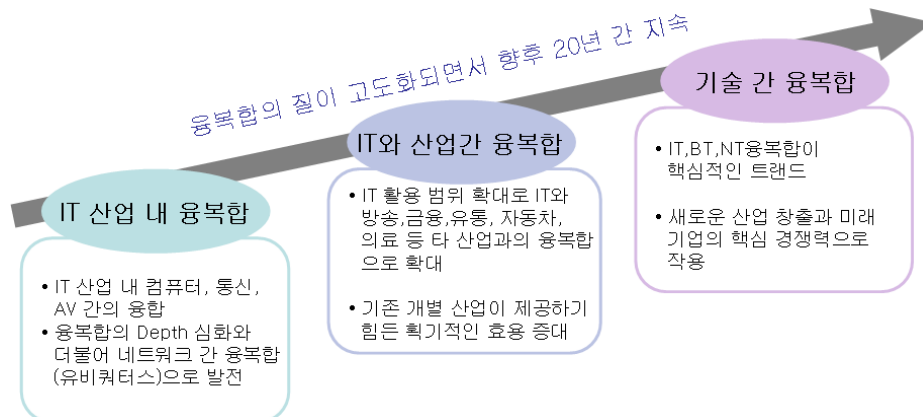 융복합의 질이 고도화되면서 향후 20년 간 지속
IT 산업 내 융복합
• IT 산업 내 컴퓨터, 통신,
AV 간의 융합
• 융복합의 Depth 심화와
더불어 네트워크 간 융복합
(유비쿼터스)으로 발전
IT와 산업간 융복합
• IT 활용 범위 확대로 IT와
방송,금융,유통, 자동차,
의료 등 타 산업과의 융복합
으로 확대
• 기존 개별 산업이 제공하기
힘든 획기적인 효용 증대
기술 간 융복합
• IT,BT,NT융복합이
핵심적인 트랜드
• 새로운 산업 창출과 미래
기업의 핵심 경쟁력으로
작용